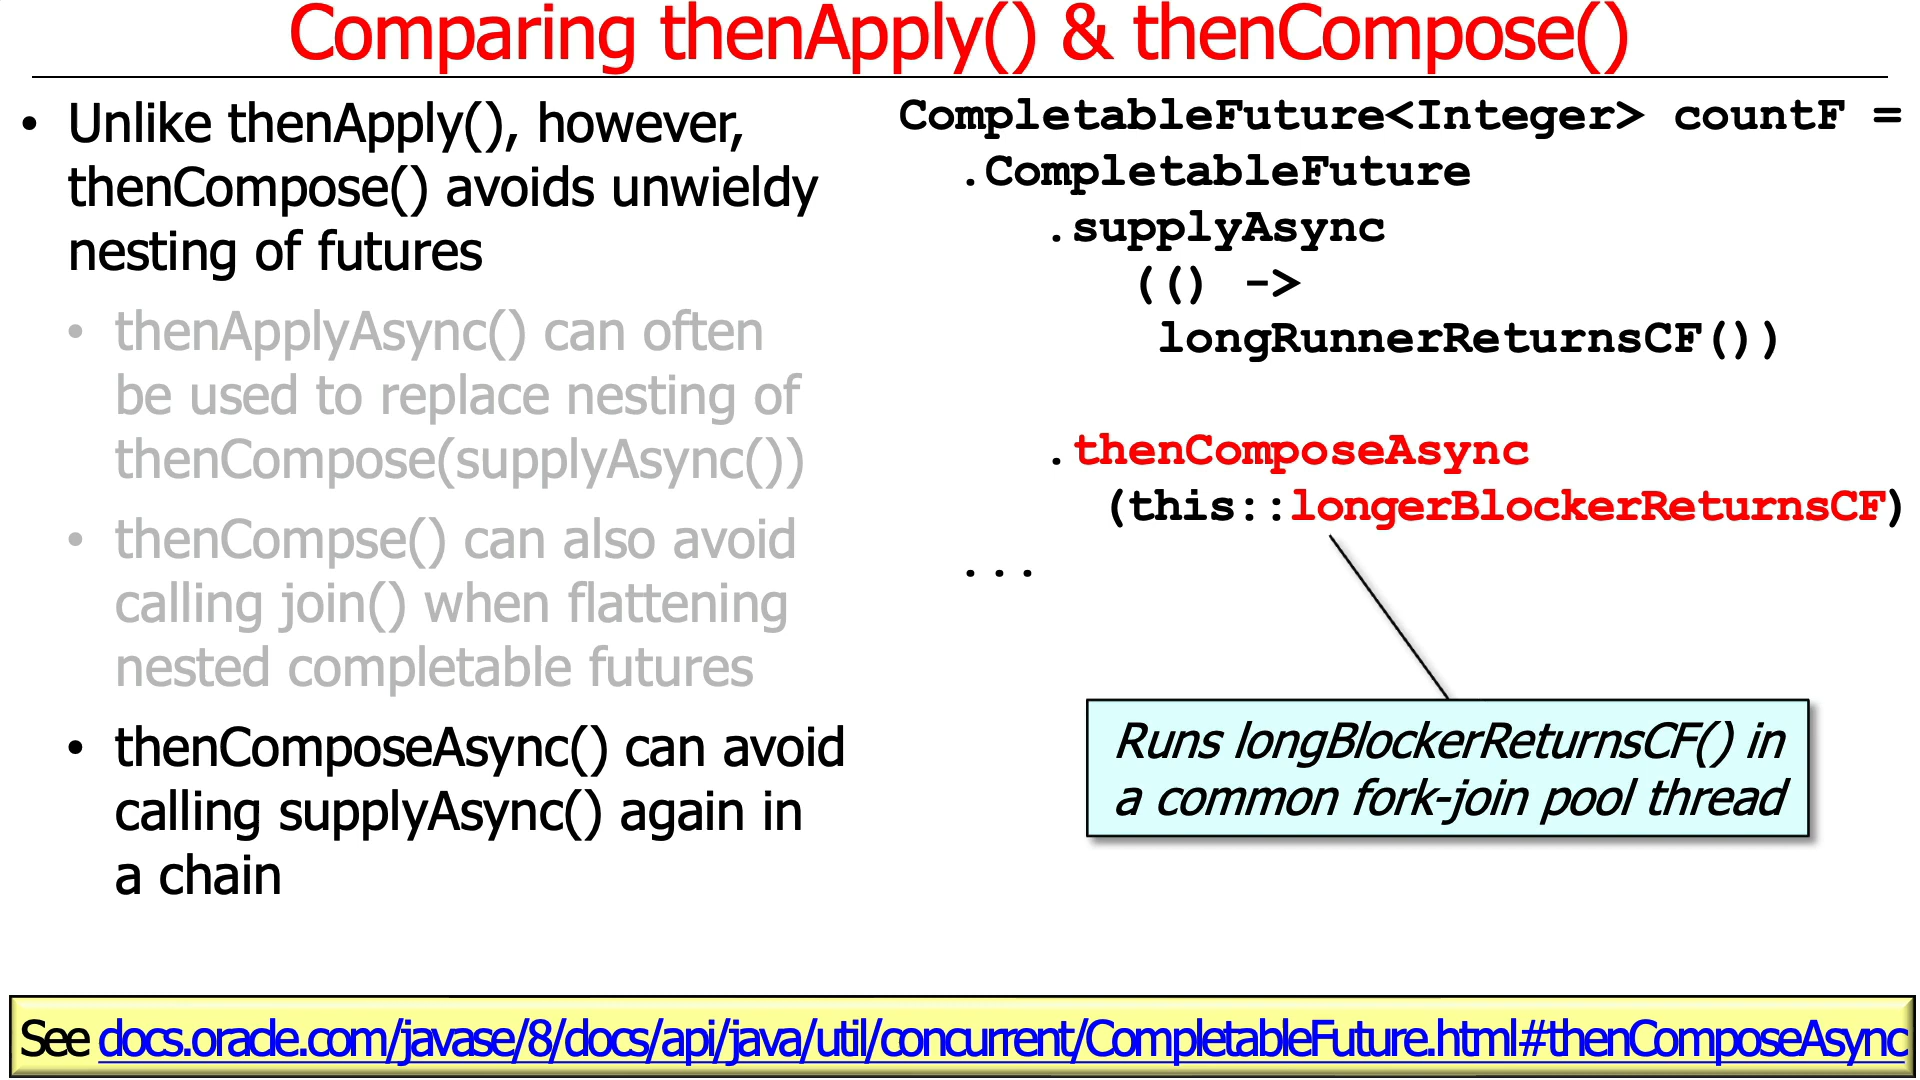 Comparing thenApply() & thenCompose()
• Unlike thenApply(), however,
thenCompose() avoids unwieldy
nesting of futures
• thenApplyAsync() can often
be used to replace nesting of
thenCompose(supplyAsync())
• thenCompse() can also avoid
calling join() when flattening
nested completable futures
• thenComposeAsync() can avoid
calling supplyAsync() again in
a chain
CompletableFuture<Integer> countF =
.CompletableFuture
.supplyAsync
(() ->
longRunnerReturnsCF())
.thenComposeAsync
(this::longerBlockerReturnsCF)
...
Runs longBlockerReturnsCF() in
a common fork-join pool thread
See docs.oracle.com/javase/8/docs/api/java/util/concurrent/CompletableFuture.html#thenComposeAsync